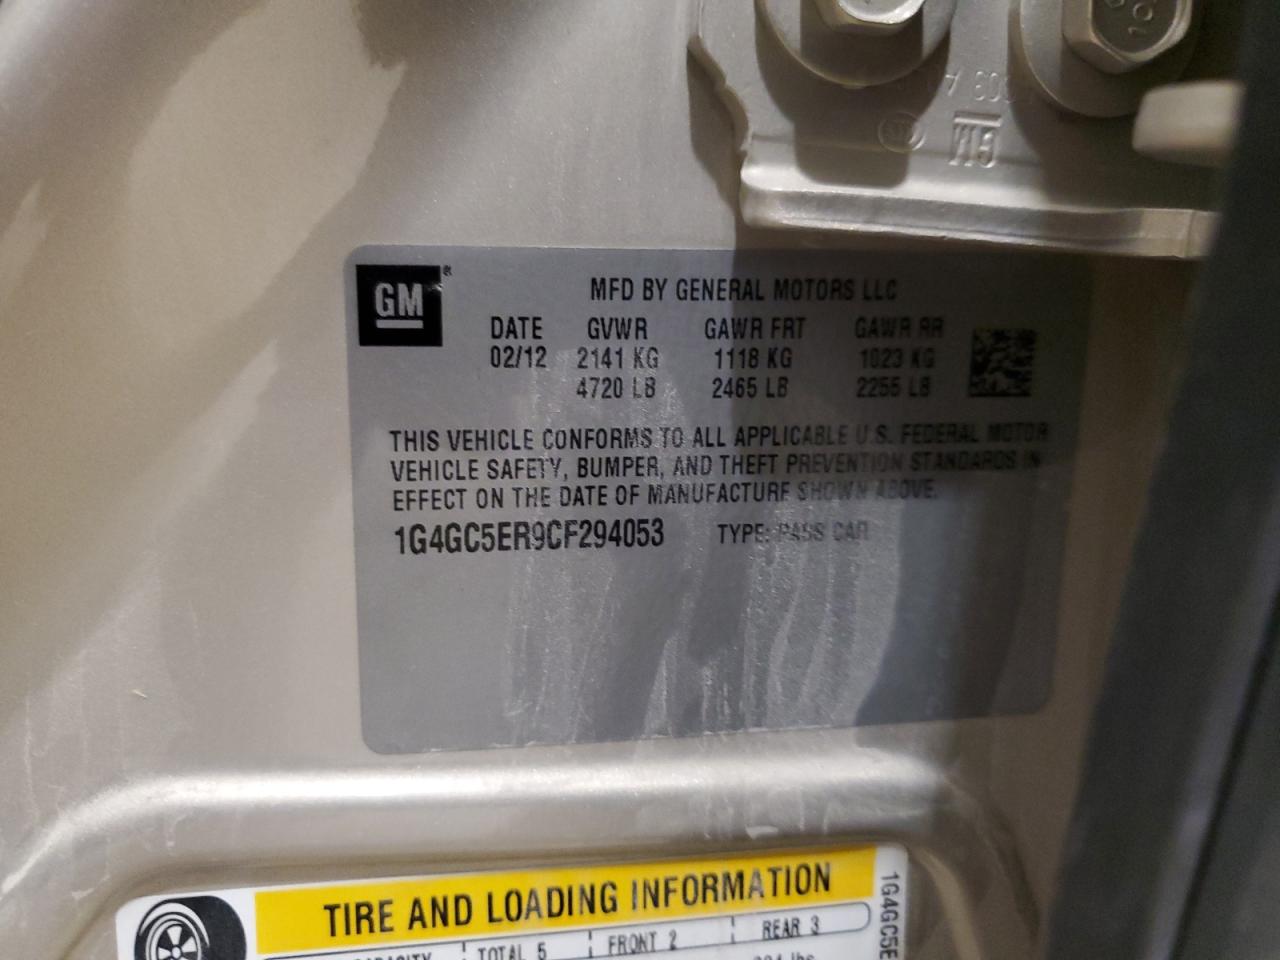 GM
MFD BY GENERAL MOTORS LLC
DATE GVWR GAWR FRT GAWR RR
02/12 2141 KG 1118 KG 1023 KG
4720 LB 2465 LB 2255 LB
THIS VEHICLE CONFORMS TO ALL APPLICABLE U.S. FEDERAL MOTOR
VEHICLE SAFETY, BUMPER, AND THEFT PREVENTION STANDARDS IN
EFFECT ON THE DATE OF MANUFACTURE SHOWN ABOVE.
1G4GC5ER9CF294053 TYPE: PASS CAR
TIRE AND LOADING INFORMATION
TOTAL 5 FRONT 2 REAR 3
1G4GC5E
GM